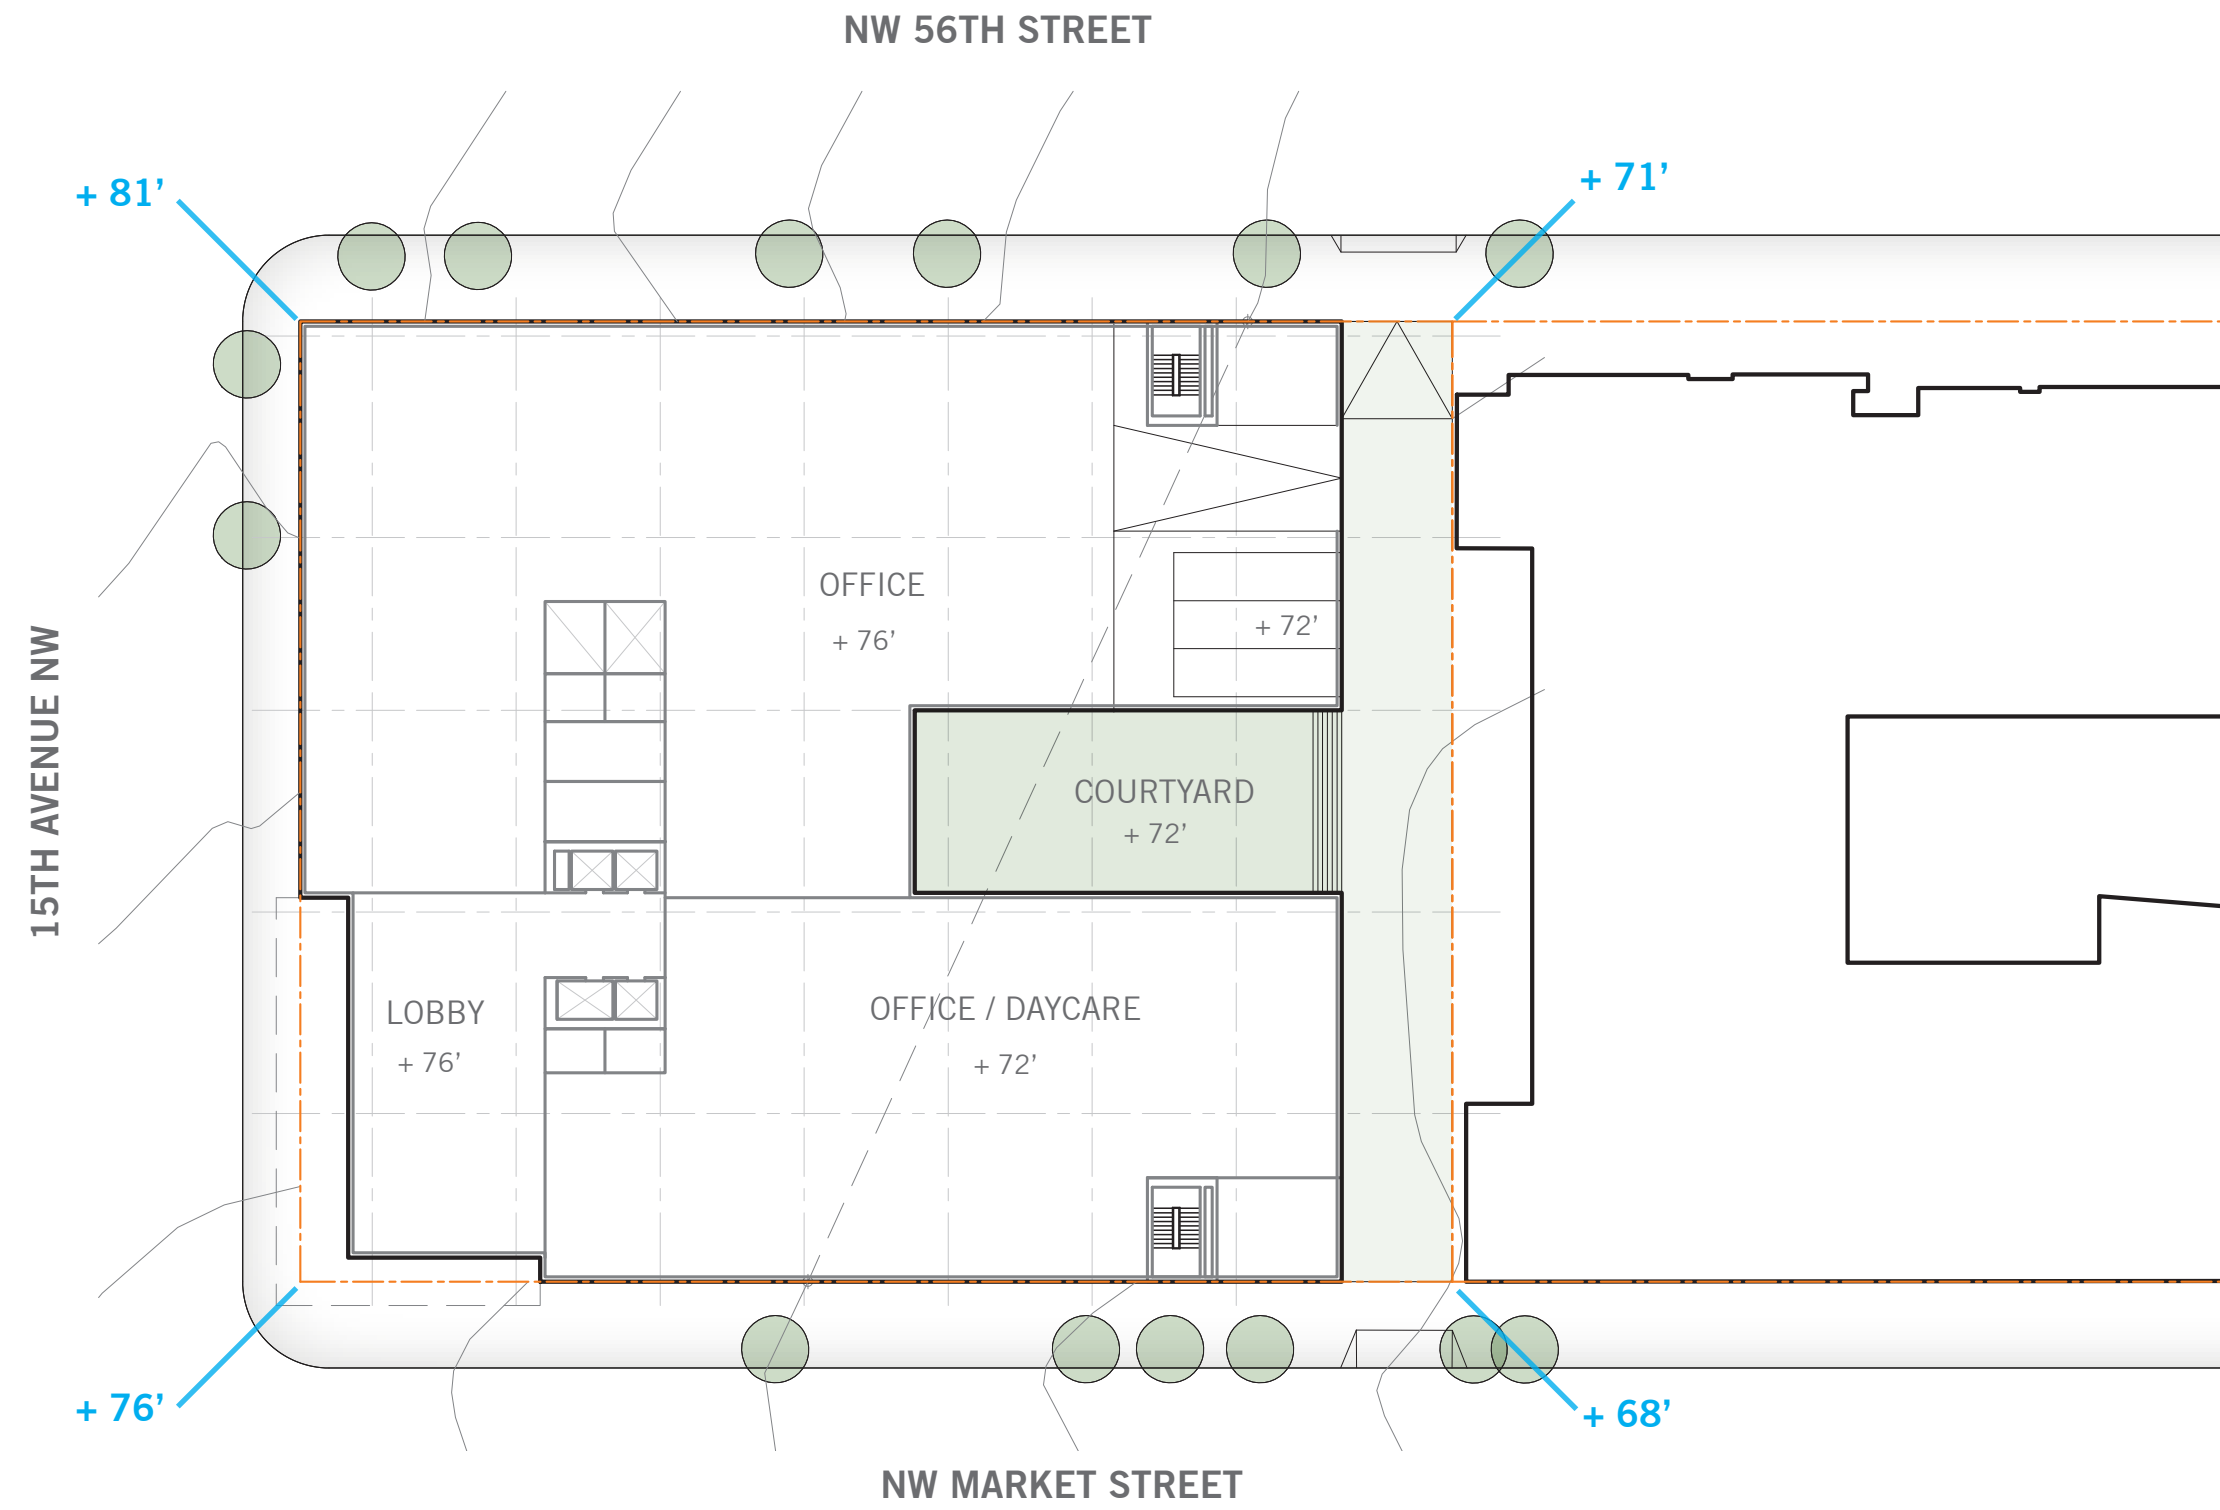 NW 56TH STREET
+ 81’
+ 71’
15TH AVENUE NW
OFFICE
+ 76’
+ 72’
COURTYARD
+ 72’
LOBBY
+ 76’
OFFICE / DAYCARE
+ 72’
+ 76’
+ 68’
NW MARKET STREET